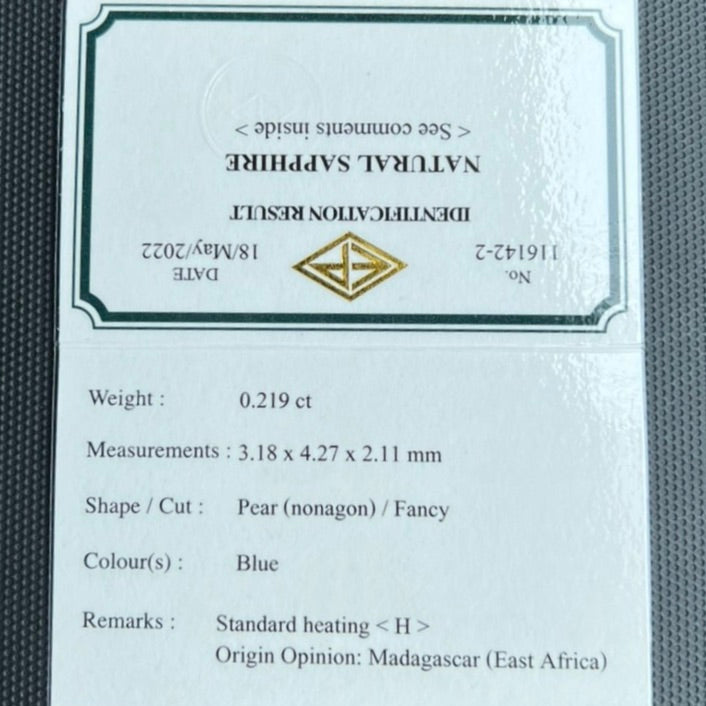 No.
116142-2
DATE
18/May/2022
IDENTIFICATION RESULT
NATURAL SAPPHIRE
< See comments inside >
Weight : 0.219 ct
Measurements : 3.18 x 4.27 x 2.11 mm
Shape / Cut : Pear (nonagon) / Fancy
Colour(s) : Blue
Remarks : Standard heating < H >
Origin Opinion: Madagascar (East Africa)